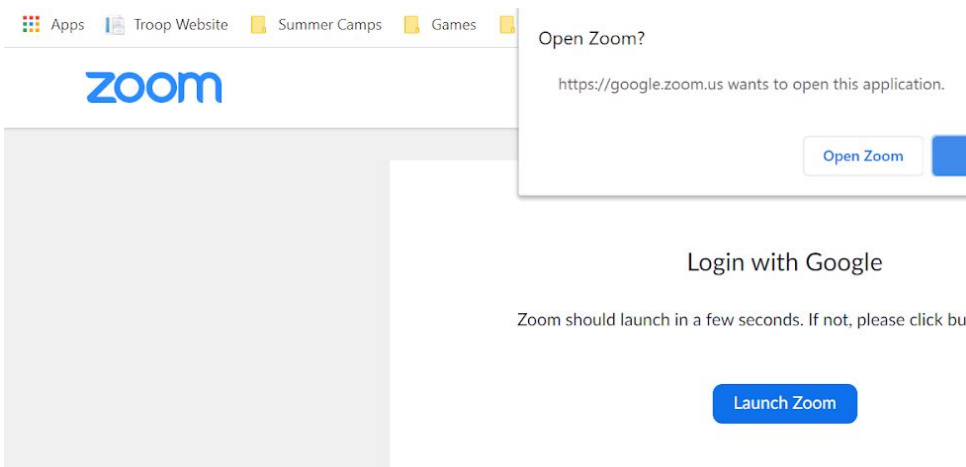 Apps Troop Website Summer Camps Games
Open Zoom?
https://google.zoom.us wants to open this application.
Open Zoom
zoom
Login with Google
Zoom should launch in a few seconds. If not, please click bu
Launch Zoom